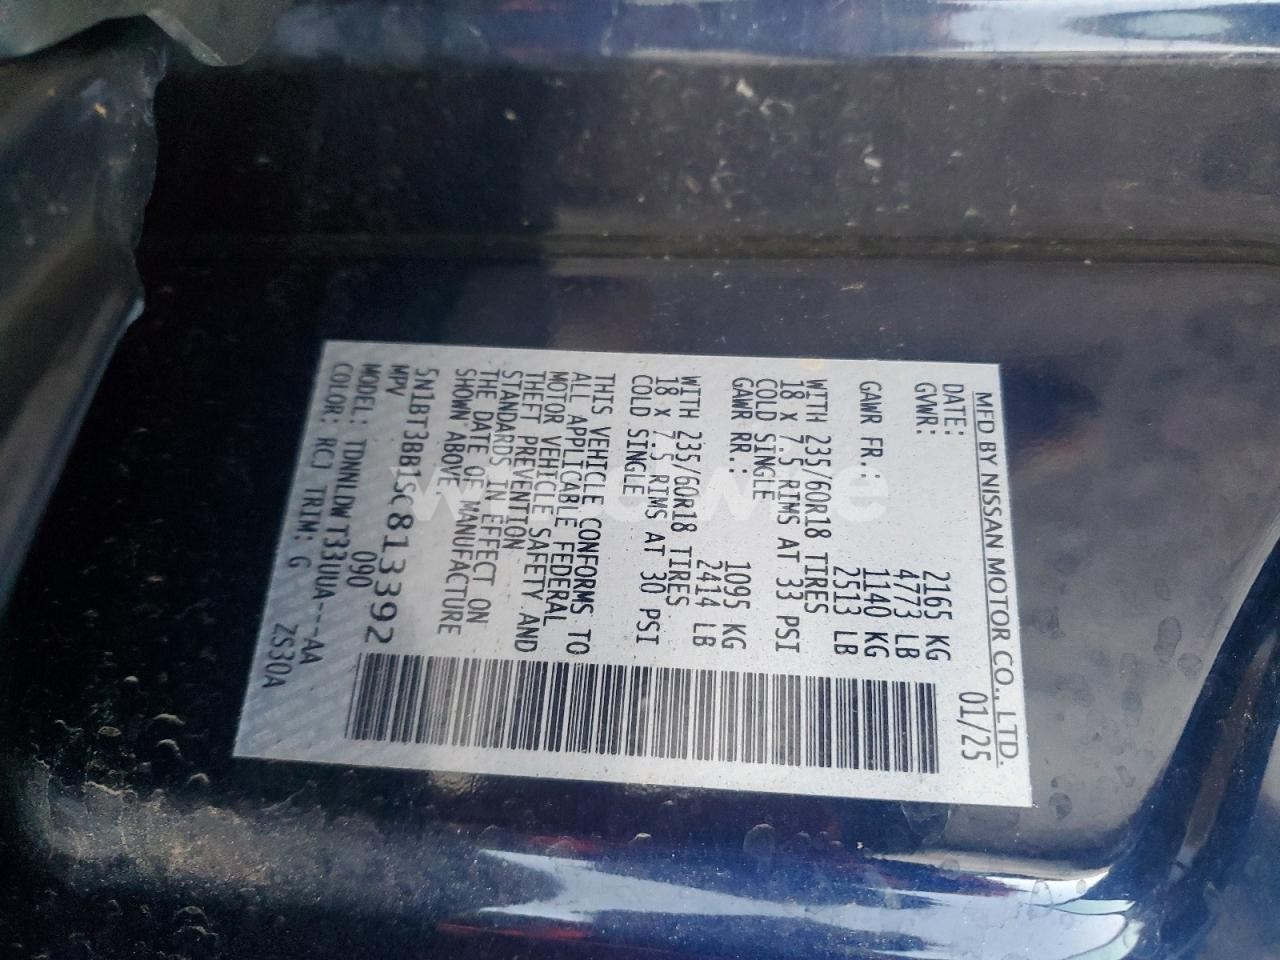 MFD BY NISSAN MOTOR CO., LTD.
DATE: 01/25
GVWR: 2165 KG
4773 LB
GAWR FR.: 1140 KG
2513 LB
WITH 235/60R18 TIRES
18 X 7.5 RIMS AT 33 PSI
COLD SINGLE
GAWR RR.: 1095 KG
2414 LB
WITH 235/60R18 TIRES
18 X 7.5 RIMS AT 30 PSI
COLD SINGLE
THIS VEHICLE CONFORMS TO
ALL APPLICABLE FEDERAL
MOTOR VEHICLE SAFETY AND
THEFT PREVENTION
STANDARDS IN EFFECT ON
THE DATE OF MANUFACTURE
SHOWN ABOVE
5N1BT3BB1SC813392
MPV 090
MODEL: TDNNLDW T33UUA---AA
COLOR: RCJ TRIM: G ZS30A